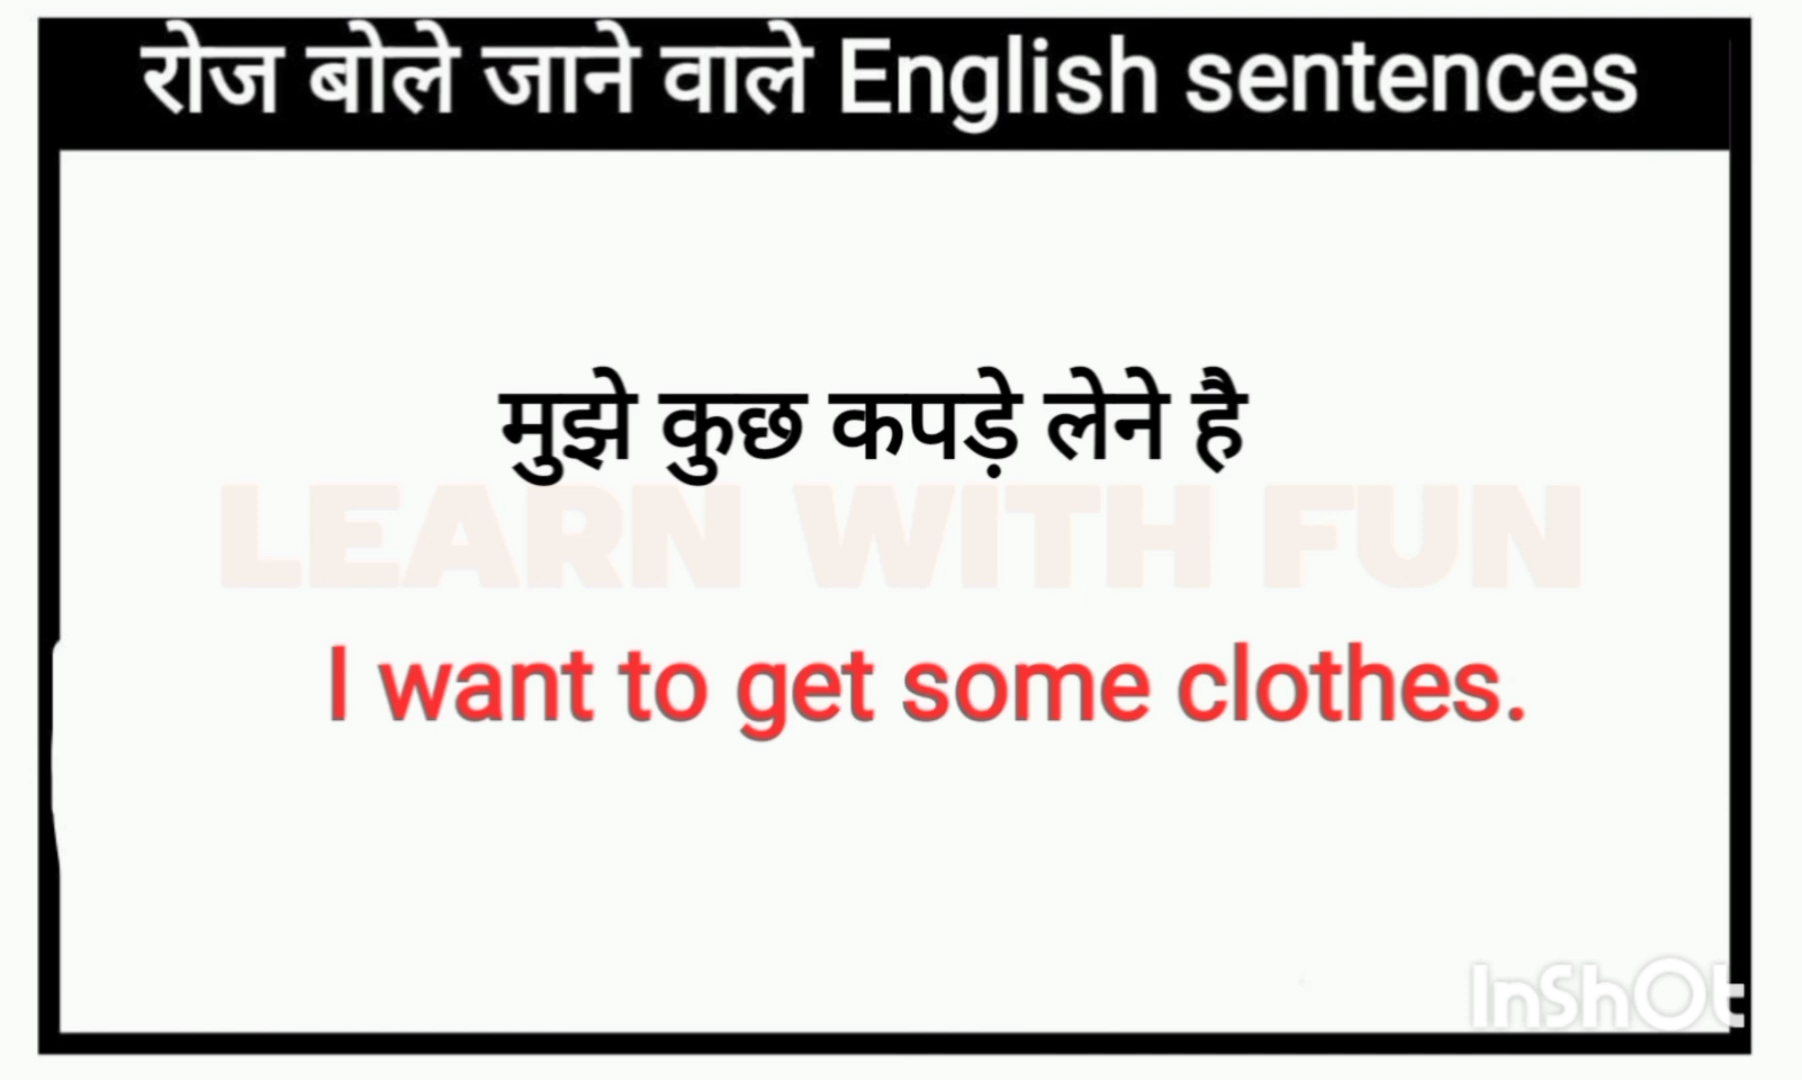 रोज बोले जाने वाले English sentences
मुझे कुछ कपड़े लेने है
LEARN WITH FUN
I want to get some clothes.
InShOt